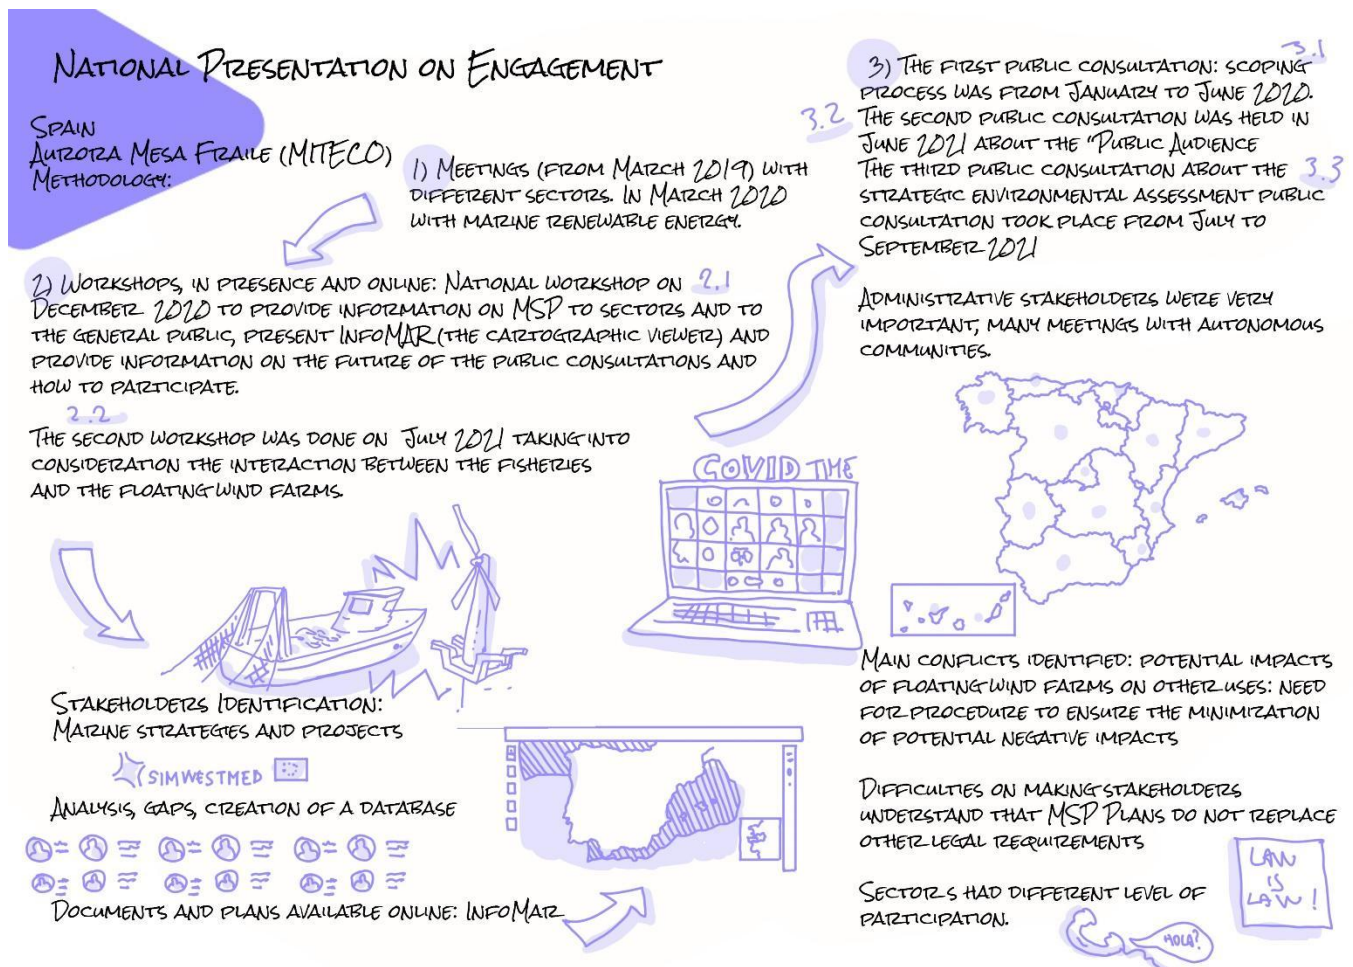 National Presentation on Engagement
Spain
Aurora Mesa Fraile (MITECO)
Methodology:
1) Meetings (from March 2019) with
different sectors. In March 2020
with marine renewable energy.
2) Workshops, in presence and online: National workshop on 2.1
December 2020 to provide information on MSP to sectors and to
the general public, present InfoMAR (the cartographic viewer) and
provide information on the future of the public consultations and
how to participate.
2.2
The second workshop was done on July 2021 taking into
consideration the interaction between the fisheries
and the floating wind farms.
Stakeholders Identification:
Marine strategies and projects
SIMWESTMED
Analysis, gaps, creation of a database
Documents and plans available online: InfoMar
COVID TIME
3.1
3) The first public consultation: scoping
process was from January to June 2020.
3.2 The second public consultation was held in
June 2021 about the "Public Audience
The third public consultation about the 3.3
strategic environmental assessment public
consultation took place from July to
September 2021
Administrative stakeholders were very
important, many meetings with autonomous
communities.
Main conflicts identified: potential impacts
of floating wind farms on other uses: need
for procedure to ensure the minimization
of potential negative impacts
Difficulties on making stakeholders
understand that MSP Plans do not replace
other legal requirements
LAW
IS
LAW!
Sectors had different level of
participation.
HOLA?